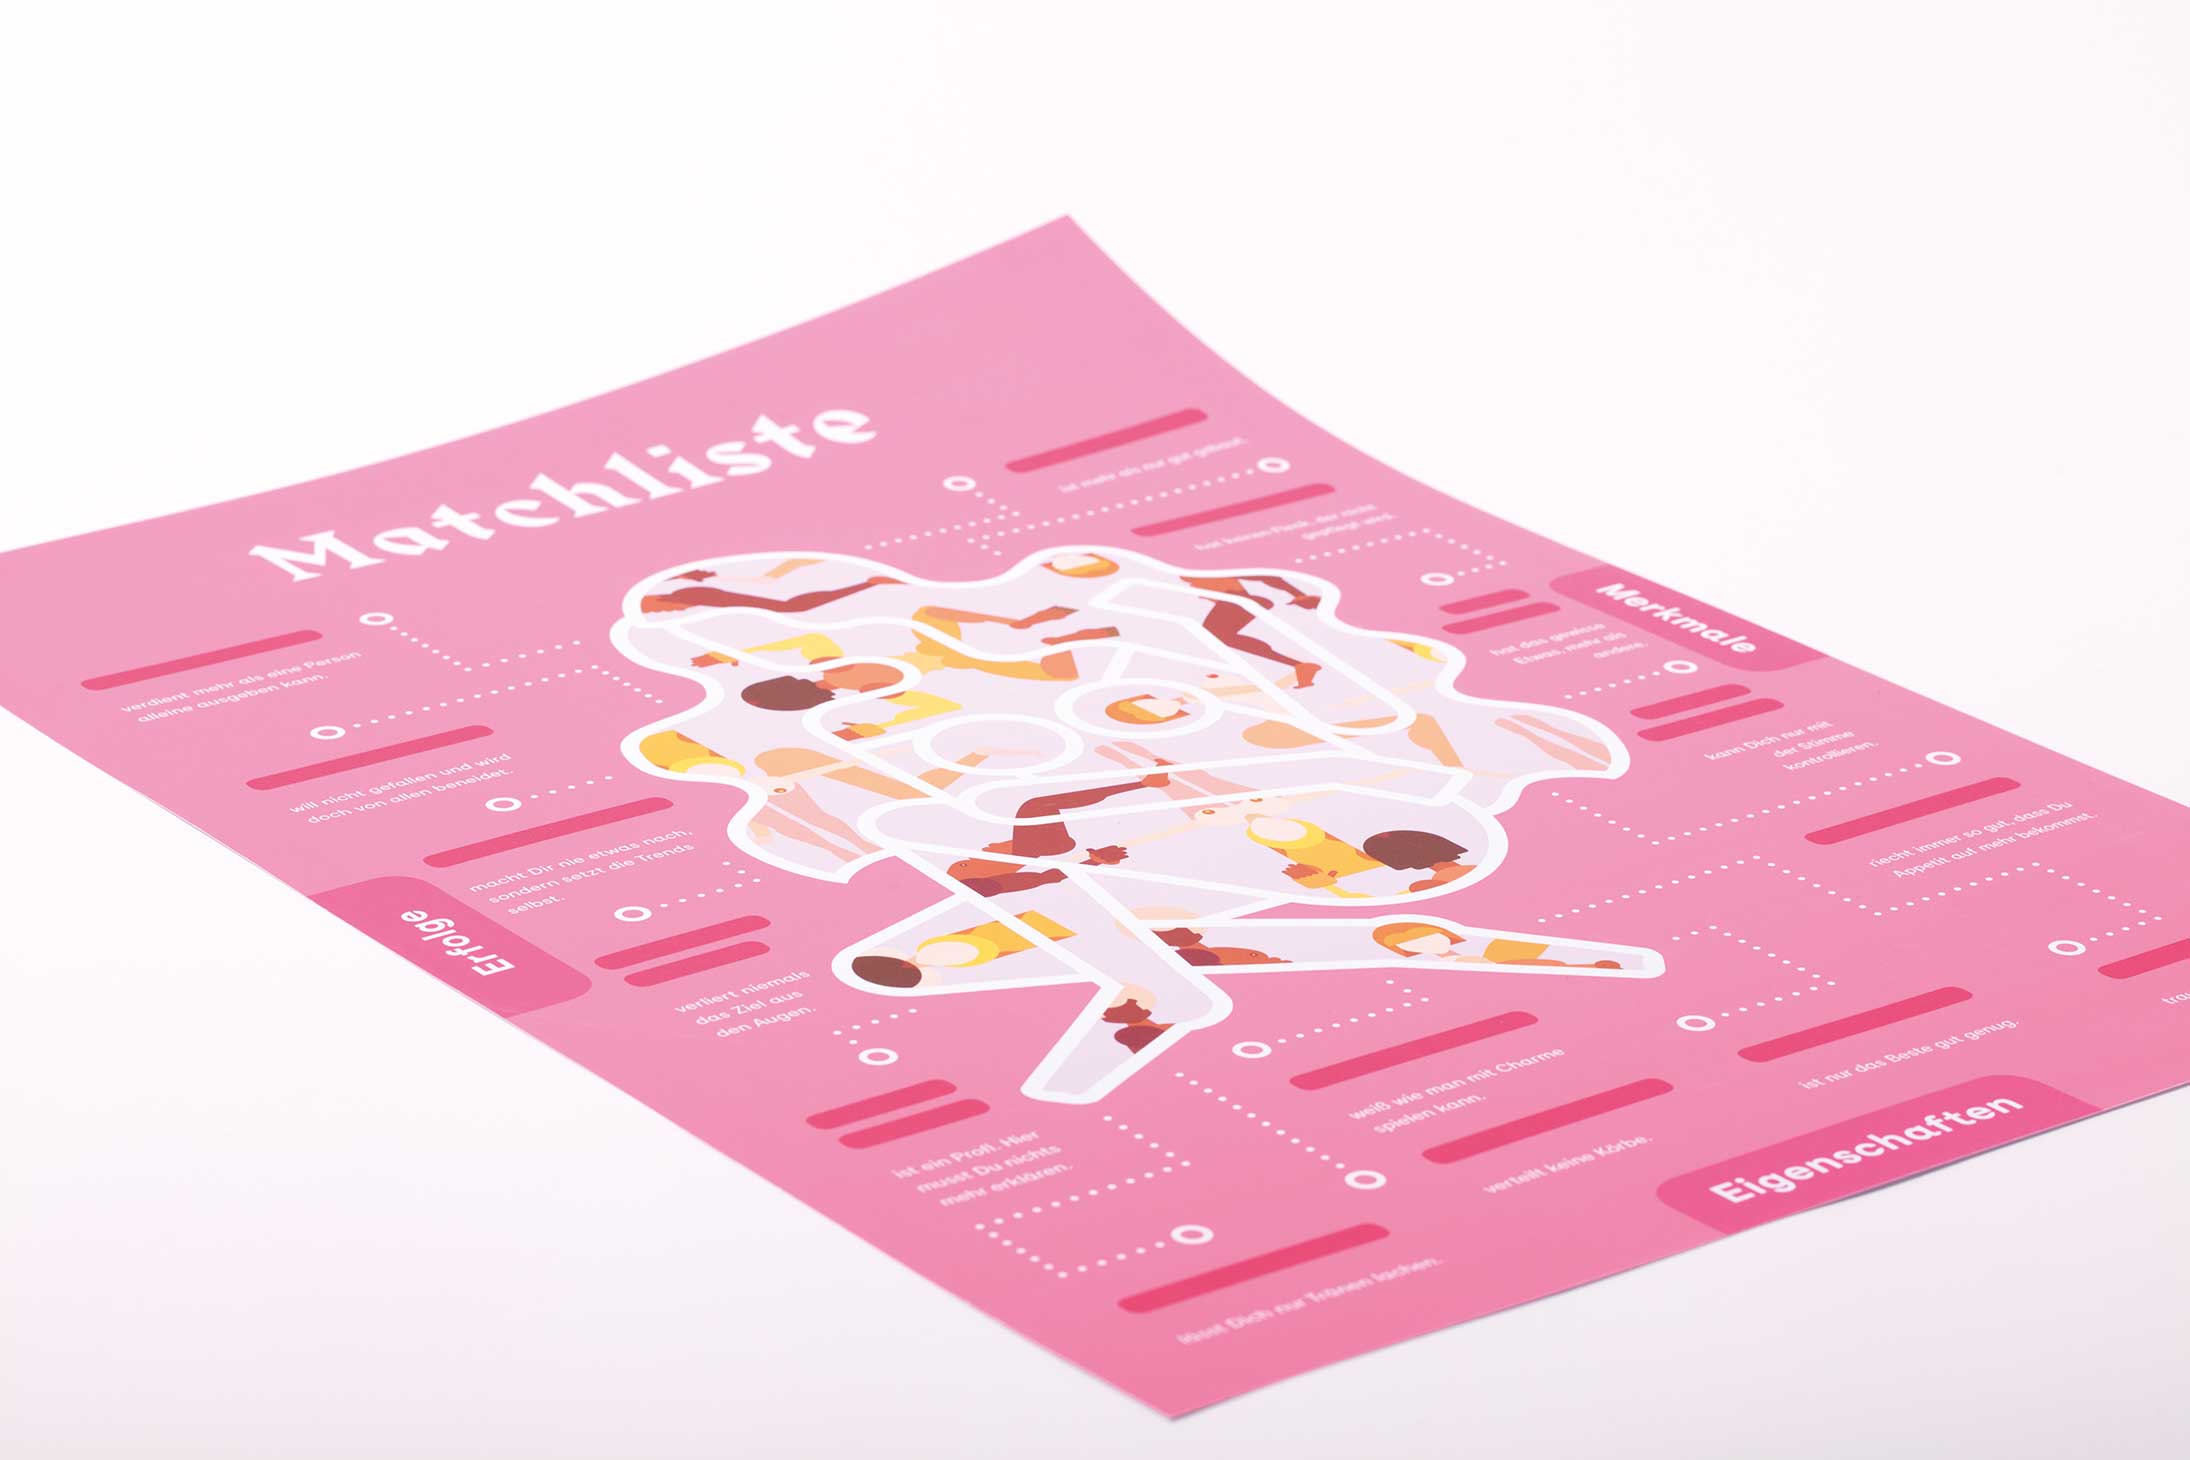 Matchliste
verdient mehr als eine Person
alleine ausgeben kann.
will nicht gefallen und wird
doch von allen beneidet.
macht Dir nie etwas nach,
sondern setzt die Trends
selbst.
Erfolge
verliert niemals
das Ziel aus
den Augen.
ist ein Profi. Hier
musst Du nichts
mehr erklären.
lässt Dich nur Tränen lachen.
ist mehr als nur gut gebaut.
hat keinen Fleck, der nicht
gepflegt wird.
Merkmale
hat das gewisse
Etwas, mehr als
andere.
kann Dich nur mit
der Stimme
kontrollieren.
riecht immer so gut, dass Du
Appetit auf mehr bekommst.
weiß wie man mit Charme
spielen kann.
verteilt keine Körbe.
ist nur das Beste gut genug.
Eigenschaften